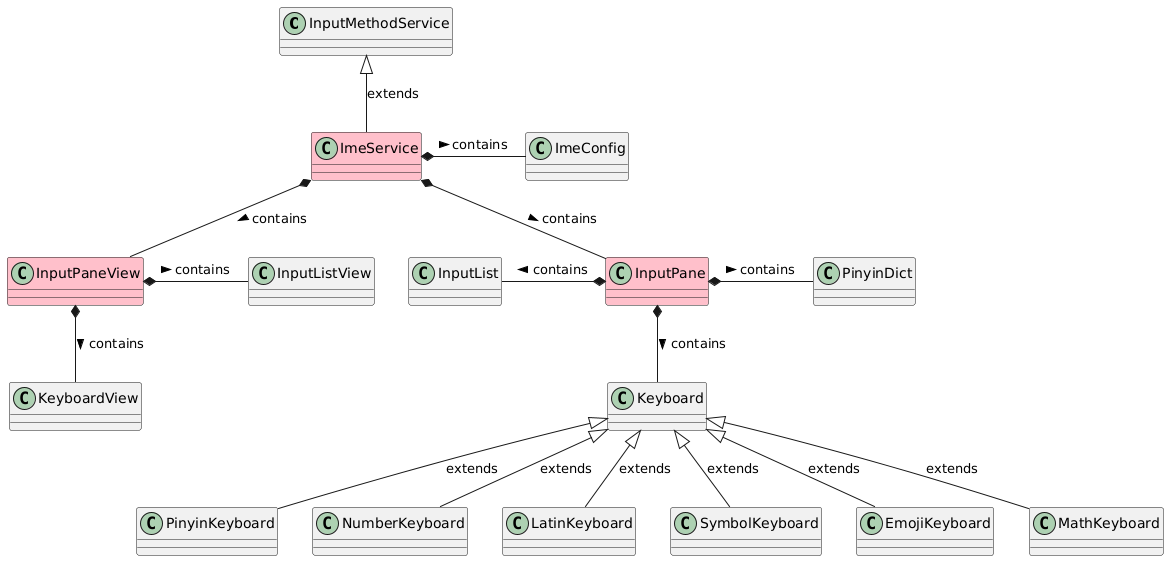 C InputMethodService
extends
C ImeService
contains
C ImeConfig
contains
contains
C InputPaneView
contains
C InputListView
C InputList
contains
C InputPane
contains
C PinyinDict
contains
contains
C KeyboardView
C Keyboard
extends
extends
extends
extends
extends
extends
C PinyinKeyboard
C NumberKeyboard
C LatinKeyboard
C SymbolKeyboard
C EmojiKeyboard
C MathKeyboard